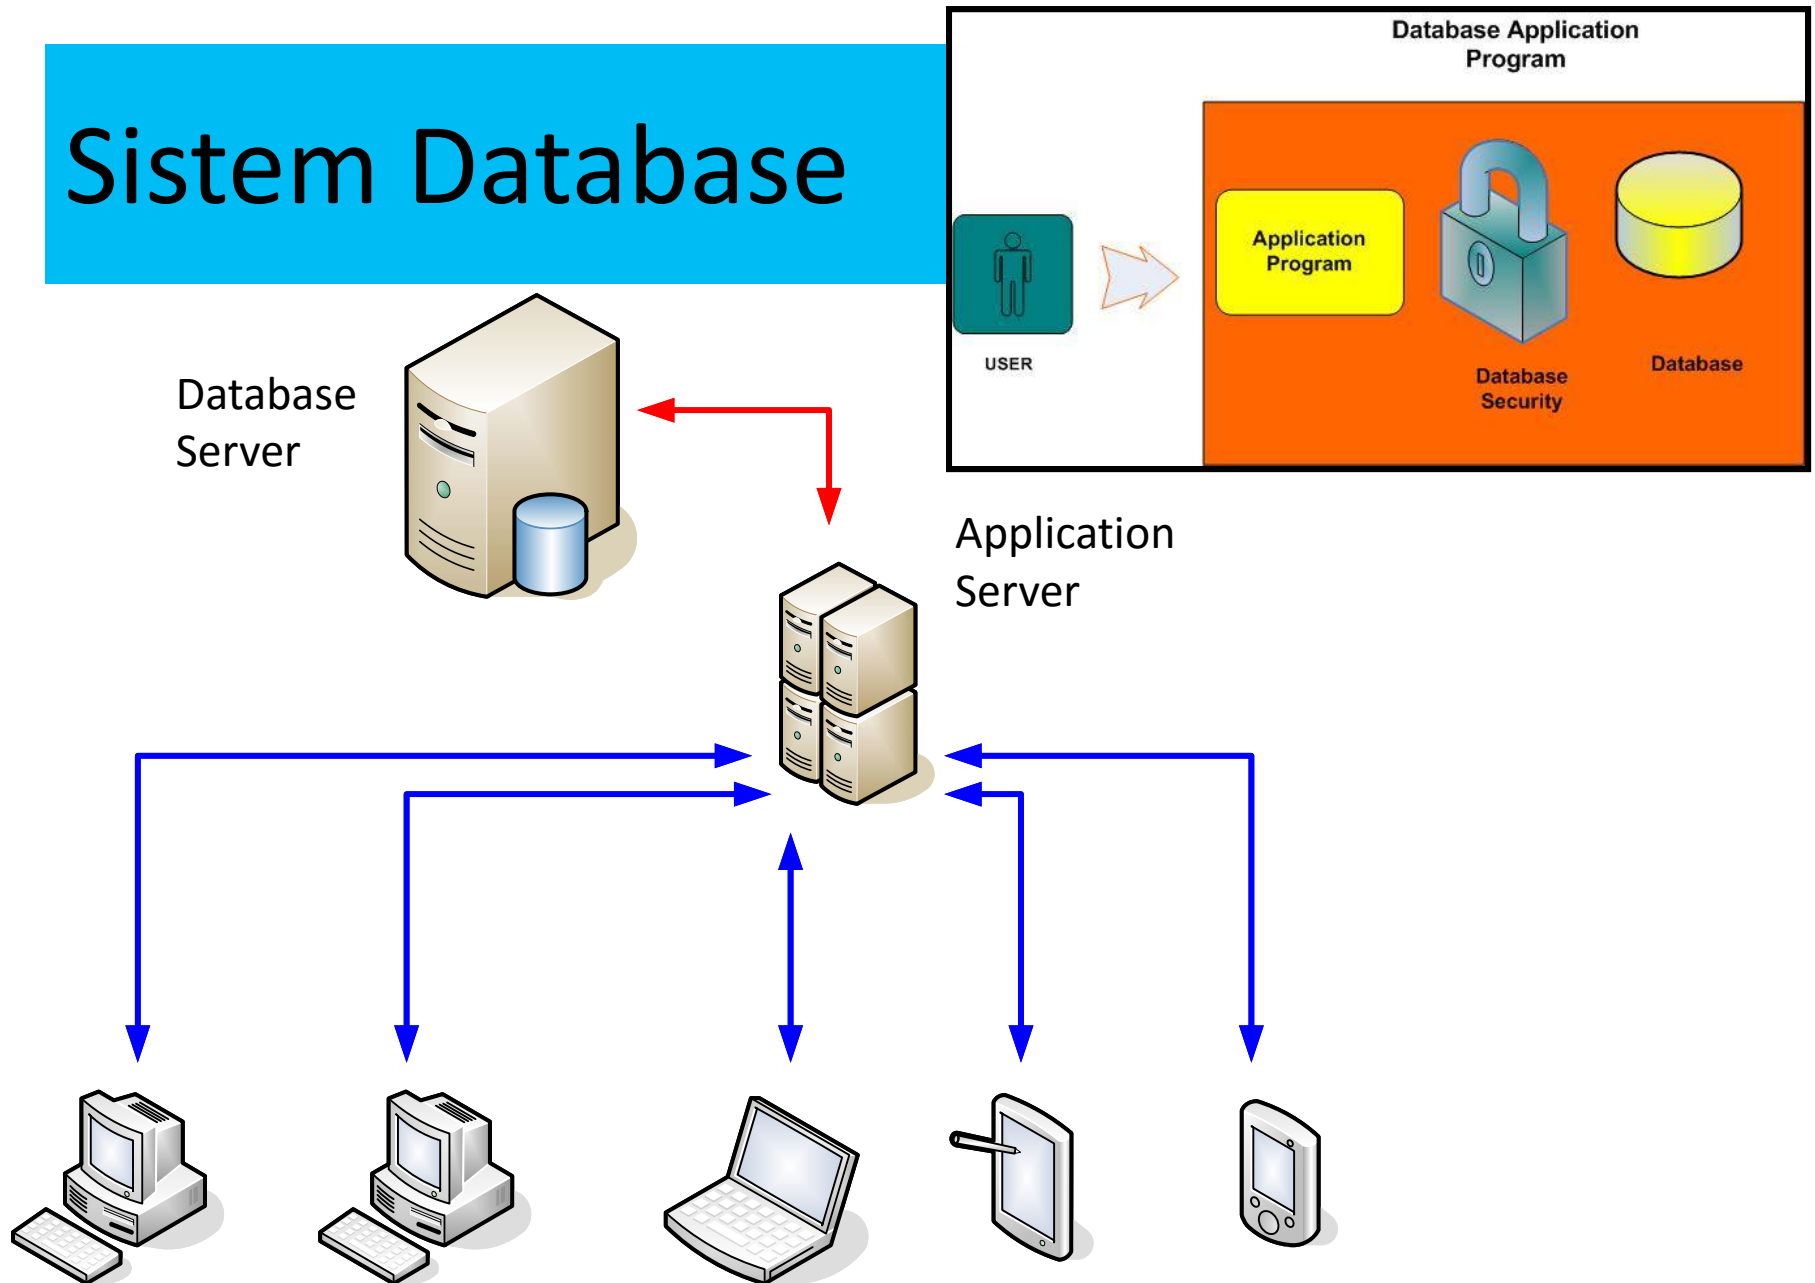 Sistem Database
Database Application
Program
Application
Program
USER
Database
Security
Database
Database
Server
Application
Server